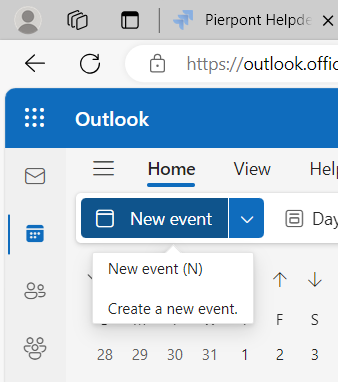 Pierpont Helpde
https://outlook.offic
Outlook
Home View Help
New event Day
New event (N)
Create a new event.
F S
28 29 30 31 1 2 3